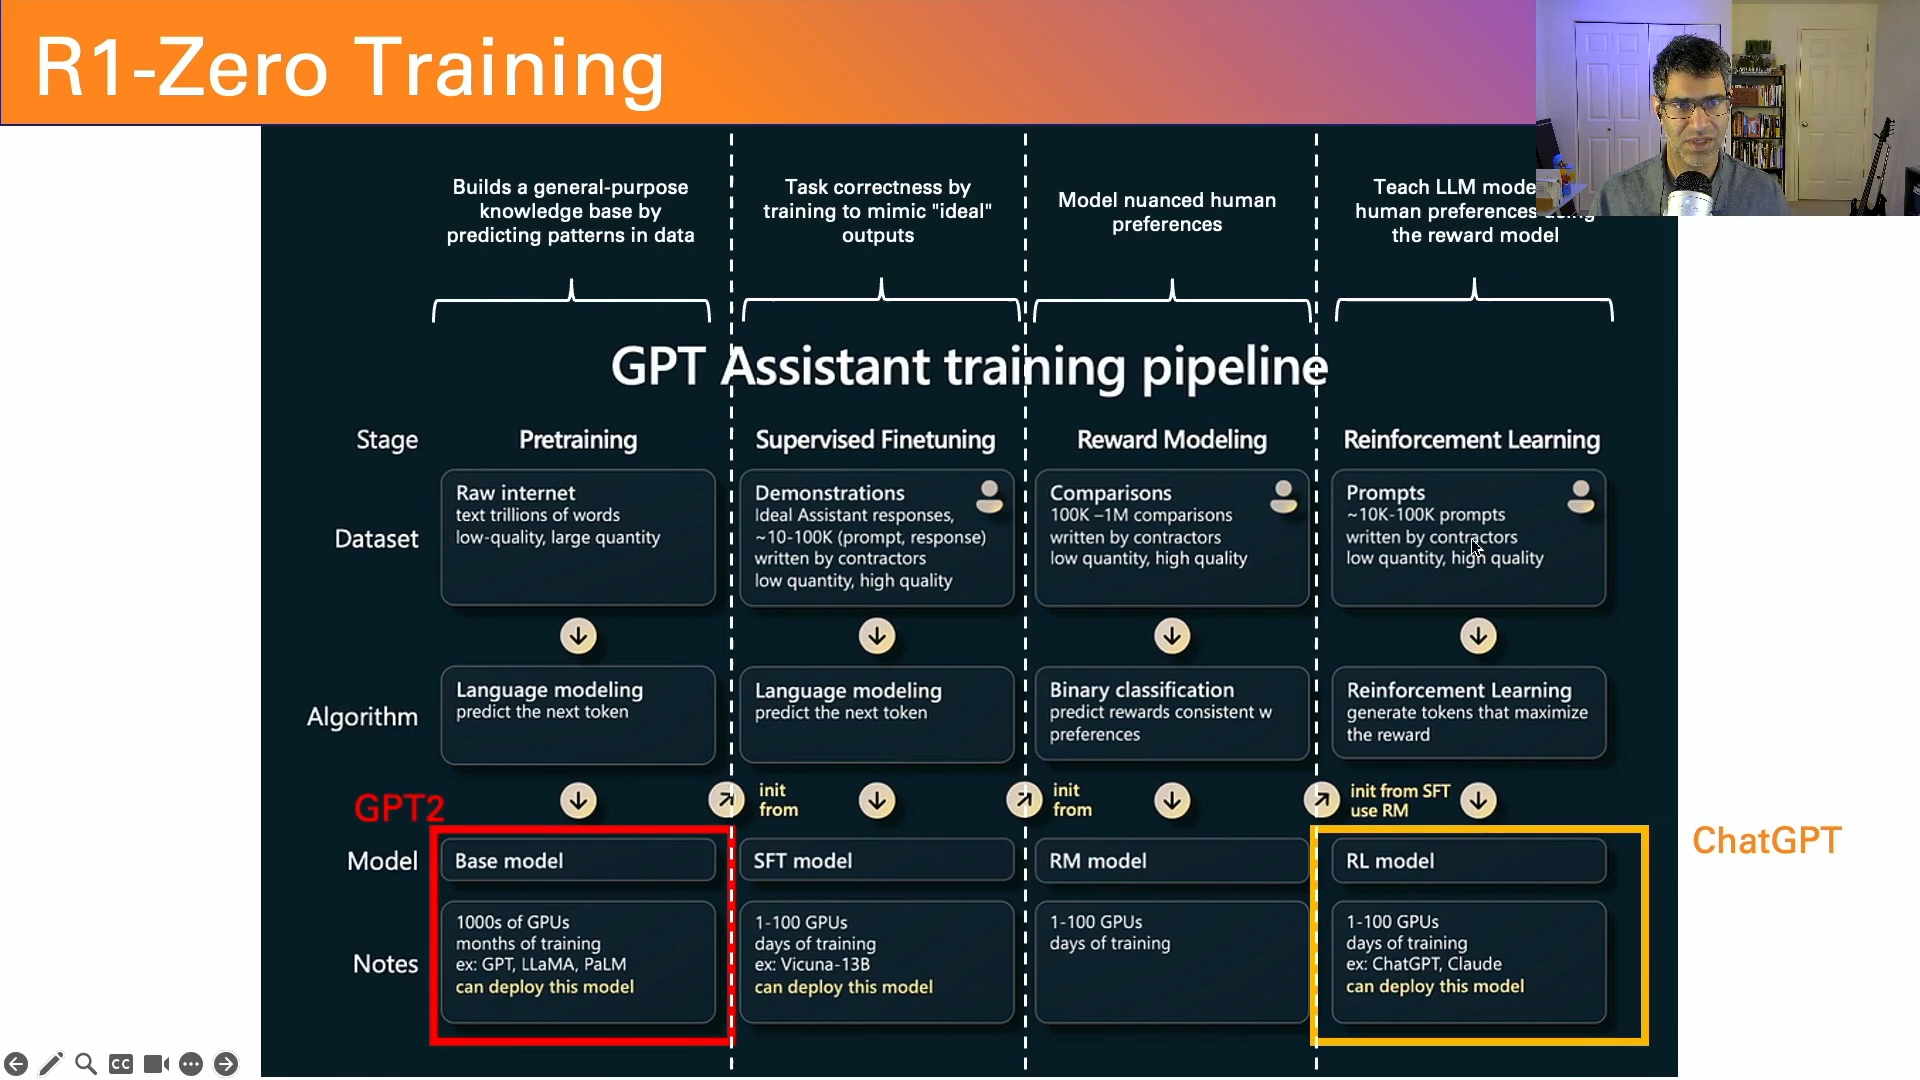 R1-Zero Training
Builds a general-purpose
knowledge base by
predicting patterns in data
Task correctness by
training to mimic "ideal"
outputs
Model nuanced human
preferences
Teach LLM mode
human preferences using
the reward model
GPT Assistant training pipeline
Stage
Pretraining
Supervised Finetuning
Reward Modeling
Reinforcement Learning
Dataset
Raw internet
text trillions of words
low-quality, large quantity
Demonstrations
Ideal Assistant responses,
~10-100K (prompt, response)
written by contractors
low quantity, high quality
Comparisons
100K –1M comparisons
written by contractors
low quantity, high quality
Prompts
~10K-100K prompts
written by contractors
low quantity, high quality
Algorithm
Language modeling
predict the next token
Language modeling
predict the next token
Binary classification
predict rewards consistent w
preferences
Reinforcement Learning
generate tokens that maximize
the reward
GPT2
init
from
init
from
init from SFT
use RM
Model
Base model
SFT model
RM model
RL model
ChatGPT
Notes
1000s of GPUs
months of training
ex: GPT, LLaMA, PaLM
can deploy this model
1-100 GPUs
days of training
ex: Vicuna-13B
can deploy this model
1-100 GPUs
days of training
1-100 GPUs
days of training
ex: ChatGPT, Claude
can deploy this model
CC